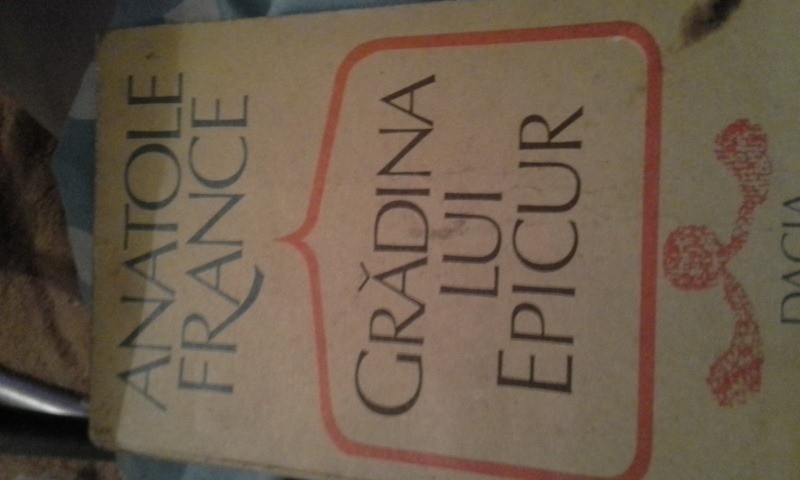 ANATOLE
FRANCE
GRĂDINA
LUI
EPICUR
DACIA